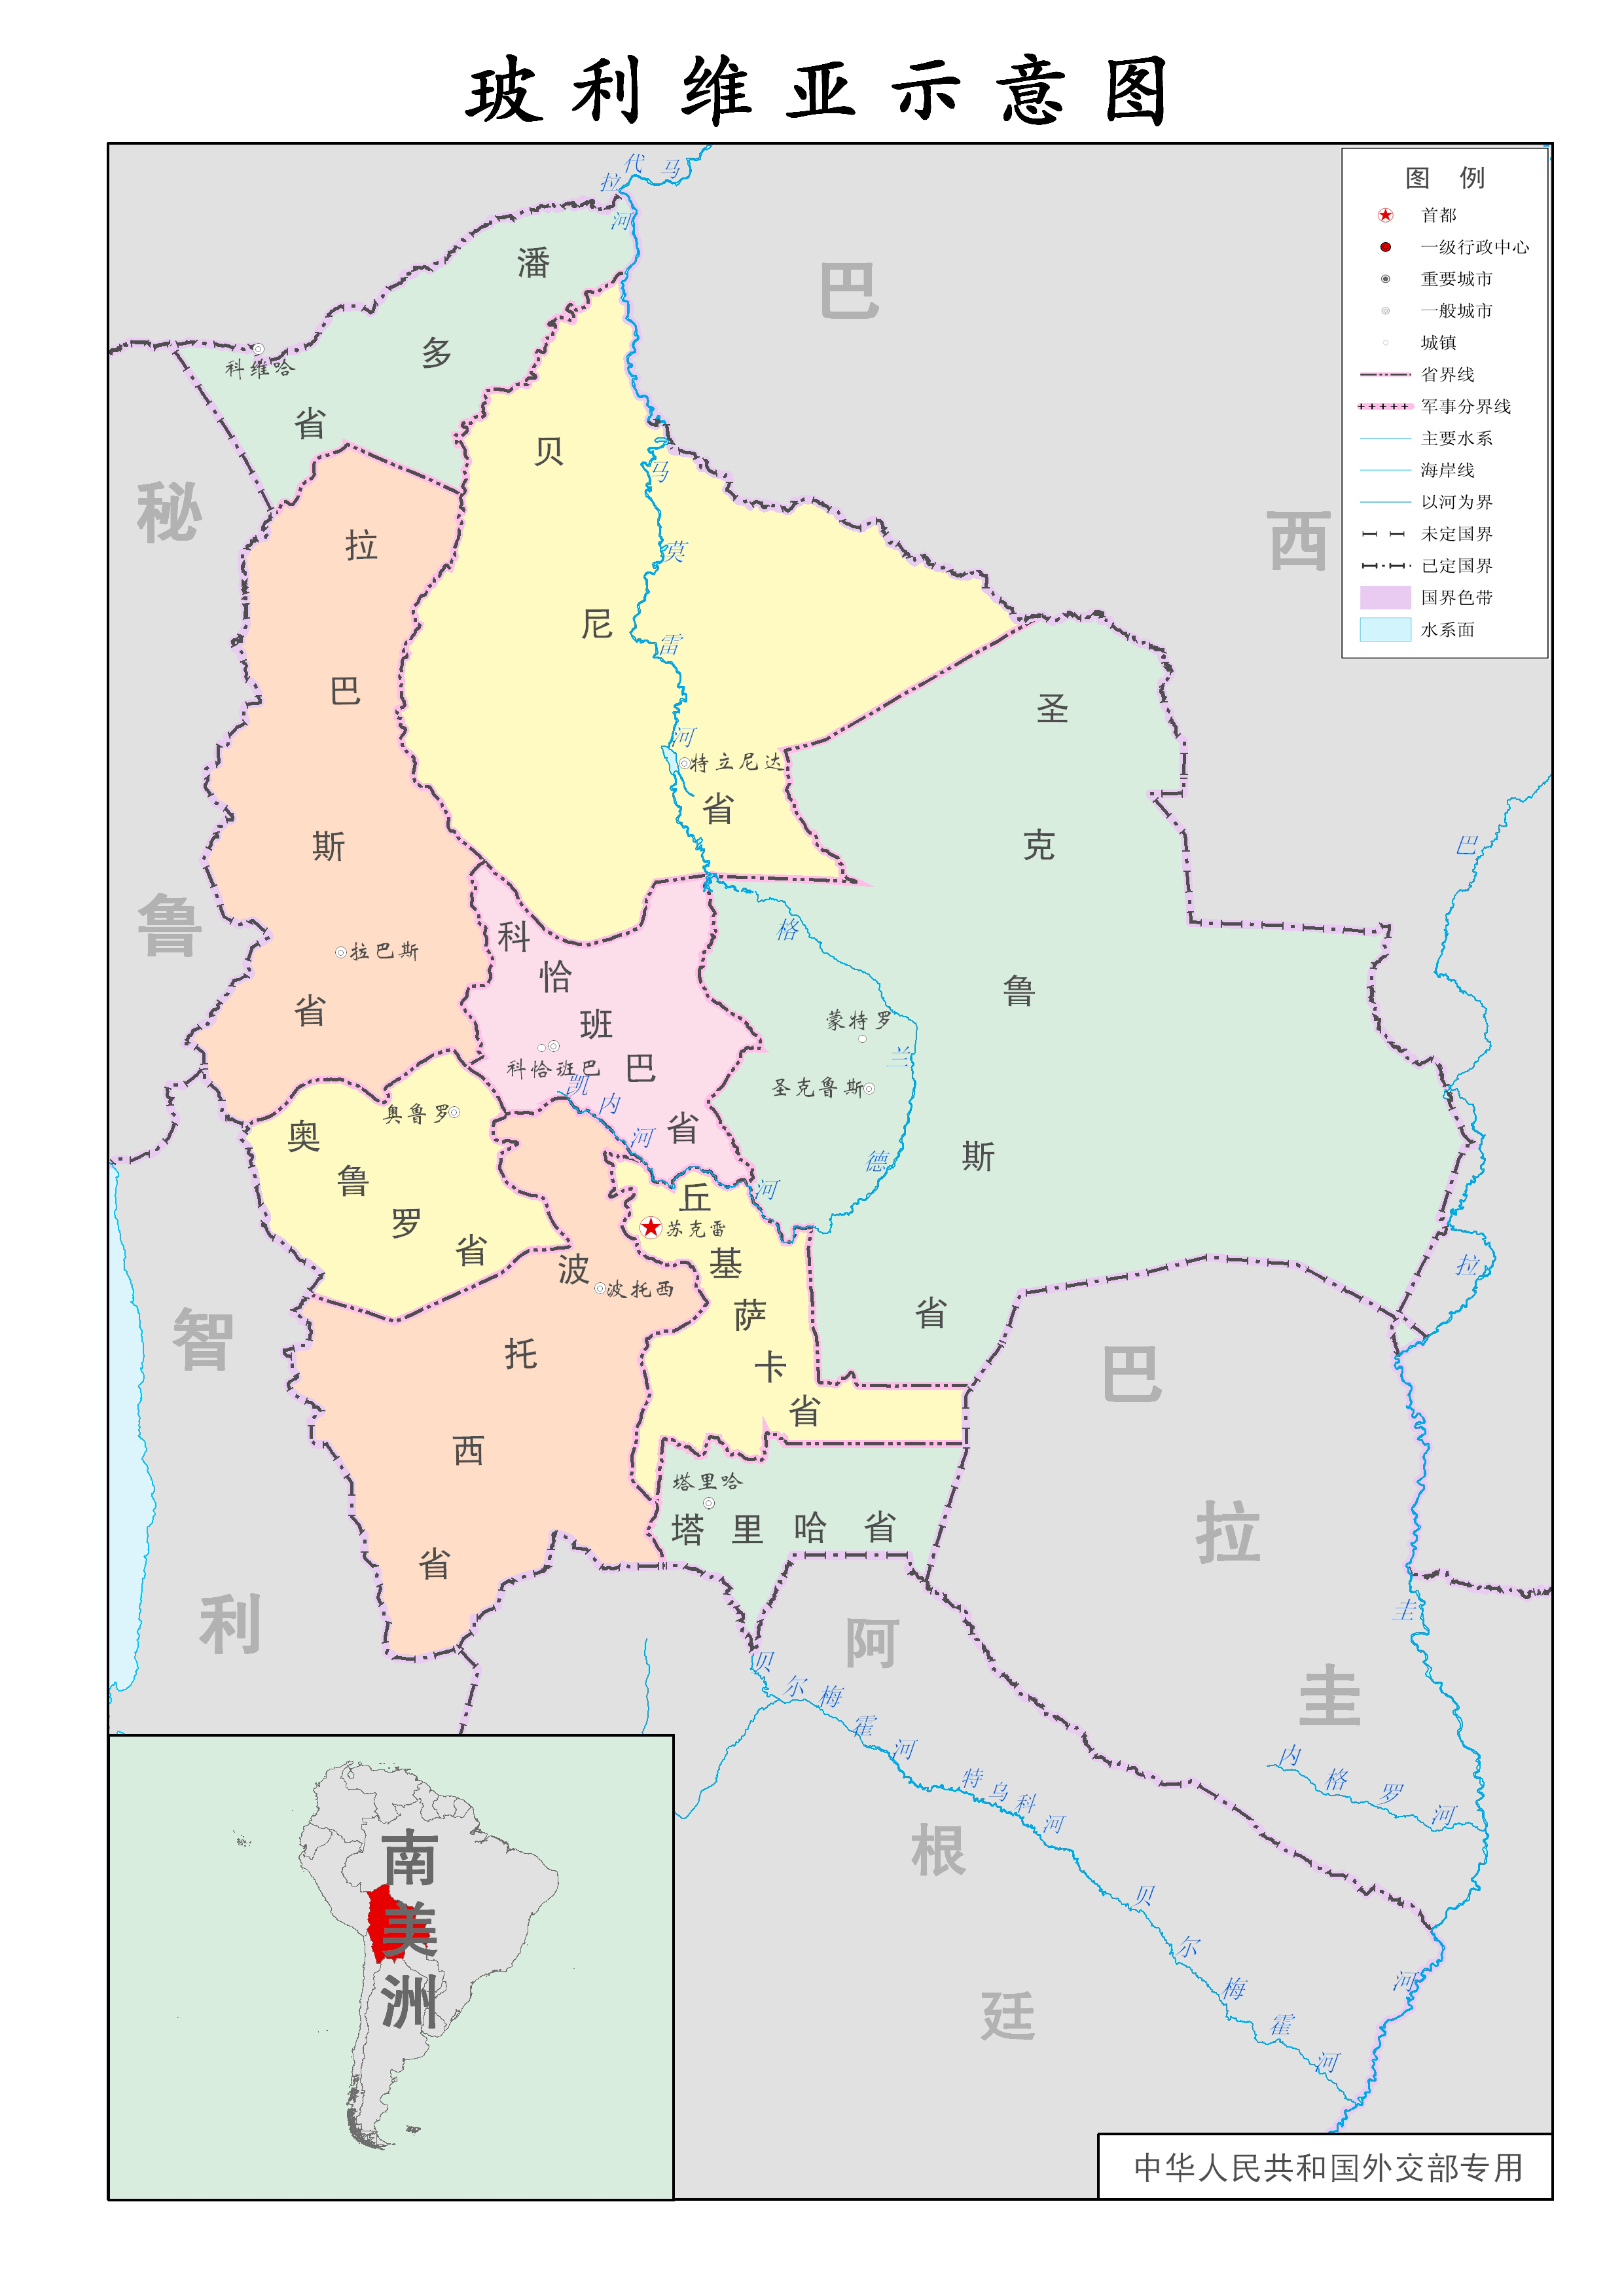 玻利维亚示意图
图 例
首都
一级行政中心
重要城市
一般城市
城镇
省界线
军事分界线
主要水系
海岸线
以河为界
未定国界
已定国界
国界色带
水系面
马代拉河
潘多省
科维哈
巴西
秘鲁
贝尼省
马莫雷河
特立尼达
拉巴斯省
拉巴斯
圣克鲁斯省
格兰德河
蒙特罗
圣克鲁斯
科恰班巴省
科恰班巴
凯内河
奥鲁罗省
奥鲁罗
丘基萨卡省
苏克雷
波托西省
波托西
塔里哈省
塔里哈
智利
巴拉圭
巴拉圭河
阿根廷
贝尔梅霍河
特乌科河
贝尔梅霍河
内格罗河
南美洲
中华人民共和国外交部专用